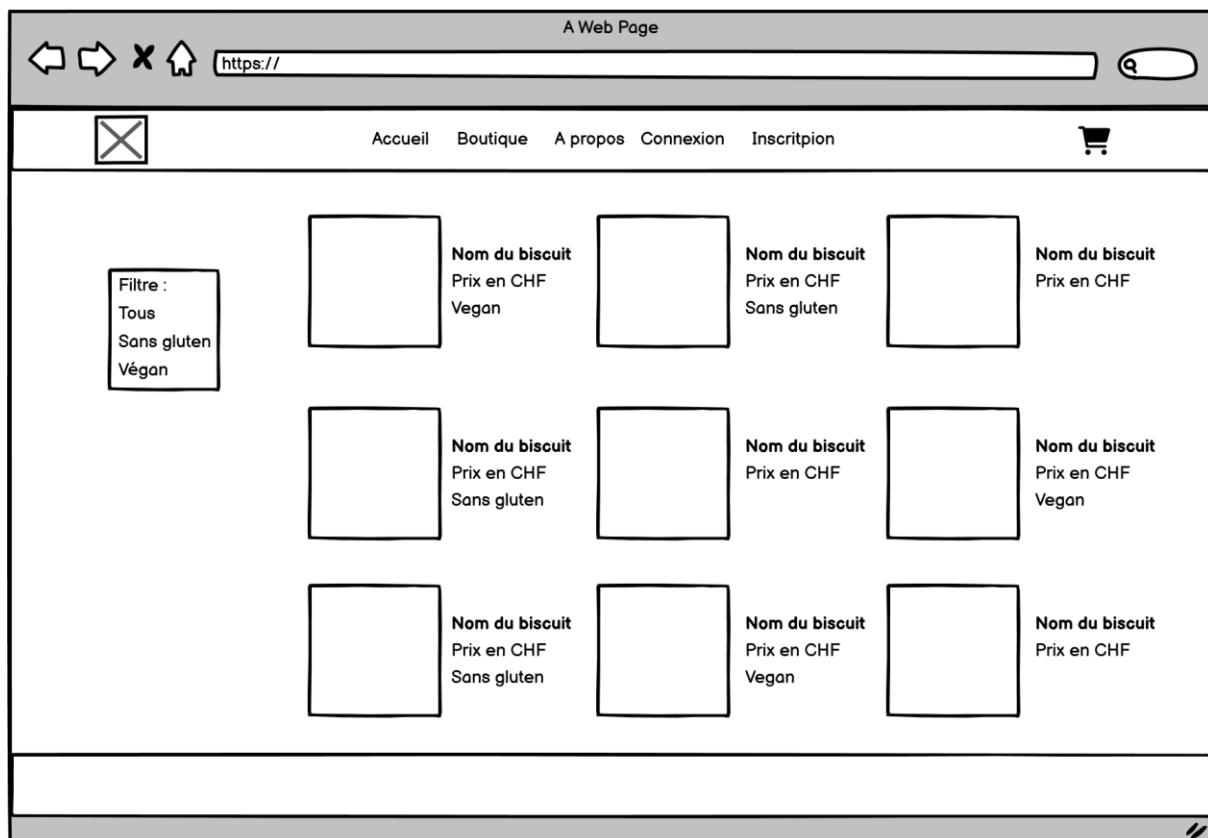 A Web Page
https://
Accueil Boutique A propos Connexion Inscritpion
Filtre :
Tous
Sans gluten
Végan
Nom du biscuit
Prix en CHF
Vegan
Nom du biscuit
Prix en CHF
Sans gluten
Nom du biscuit
Prix en CHF
Nom du biscuit
Prix en CHF
Sans gluten
Nom du biscuit
Prix en CHF
Nom du biscuit
Prix en CHF
Vegan
Nom du biscuit
Prix en CHF
Sans gluten
Nom du biscuit
Prix en CHF
Vegan
Nom du biscuit
Prix en CHF